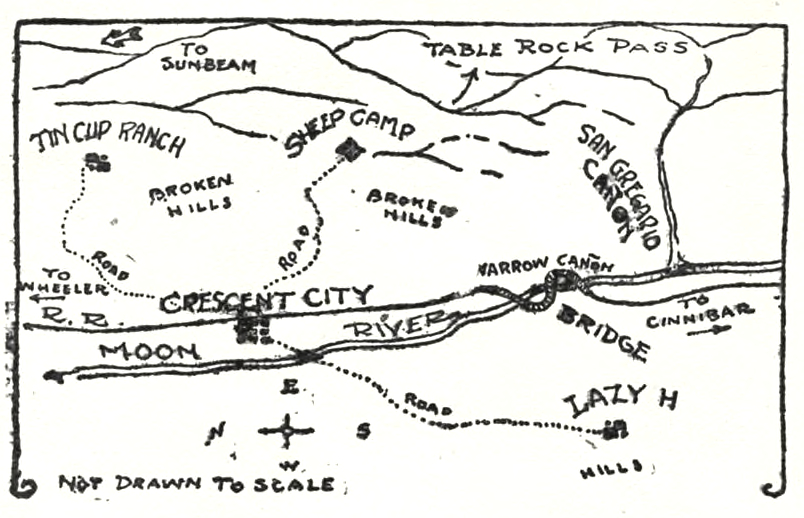 TO
SUNBEAM
TABLE ROCK PASS
TIN CUP RANCH
SHEEP CAMP
SAN GREGARIO
CAÑON
BROKEN
HILLS
BROKEN
HILLS
ROAD
ROAD
NARROW CAÑON
TO
WHEELER
CRESCENT CITY
R.R.
RIVER
BRIDGE
TO
CINNIBAR
MOON
E
N
S
W
ROAD
LAZY H
HILLS
NOT DRAWN TO SCALE